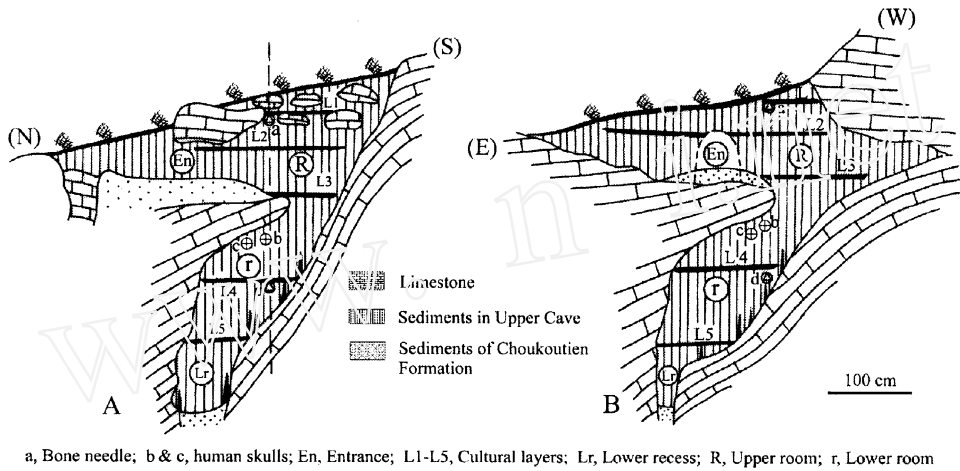 (W)
(S)
L1
a
L2
(N)
En
R
L3
c b
r
L4
L5
Lr
A
(E)
2
En
R
L3
b
c
L4
d
r
L5
Lr
B
Limestone
Sediments in Upper Cave
Sediments of Choukoutien
Formation
100 cm
a, Bone needle; b & c, human skulls; En, Entrance; L1-L5, Cultural layers; Lr, Lower recess; R, Upper room; r, Lower room